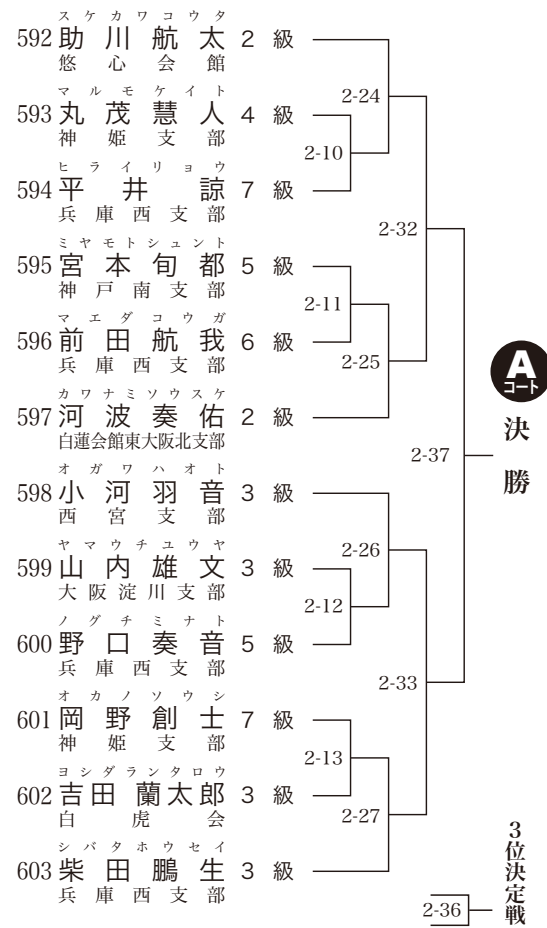 スケカワコウタ
592 助川航太 2 級
悠心会館
2-24
マルモケイト
593 丸茂慧人 4 級
神姫支部
2-10
ヒライリョウ
594 平井諒 7 級
兵庫西支部
2-32
ミヤモトシュント
595 宮本旬都 5 級
神戸南支部
2-11
マエダコウガ
596 前田航我 6 級
兵庫西支部
2-25
カワナミソウスケ
597 河波奏佑 2 級
白蓮会館東大阪北支部
A
コート
決勝
2-37
オガワハオト
598 小河羽音 3 級
西宮支部
2-26
ヤマウチユウヤ
599 山内雄文 3 級
大阪淀川支部
2-12
ノグチミナト
600 野口奏音 5 級
兵庫西支部
2-33
オカノソウシ
601 岡野創士 7 級
神姫支部
2-13
ヨシダランタロウ
602 吉田蘭太郎 3 級
白虎会
2-27
シバタホウセイ
603 柴田鵬生 3 級
兵庫西支部
3位決定戦
2-36